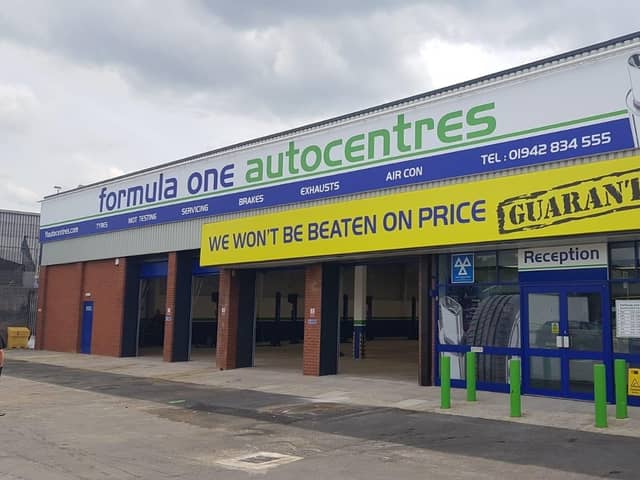 formula one autocentres
f1autocentres.com TYRES MOT TESTING SERVICING BRAKES EXHAUSTS AIR CON TEL : 01942 834 555
WE WON'T BE BEATEN ON PRICE GUARANT
Reception